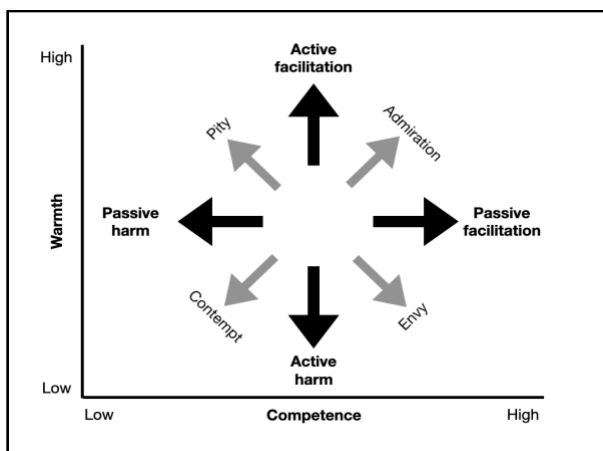 High
Active
facilitation
Pity
Admiration
Warmth
Passive
harm
Passive
facilitation
Contempt
Envy
Active
harm
Low
Low
Competence
High